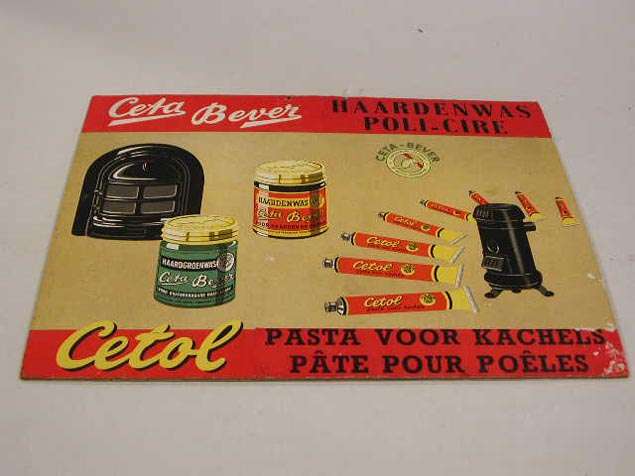 Ceta Bever
HAARDENWAS
POLI-CIRE
CETA-BEVER
HAARDENWAS
Ceta Bever
HAARDGROENWAS
Ceta Bever
Cetol
Cetol
Cetol
Cetol
Cetol
PASTA VOOR KACHELS
PÂTE POUR POÊLES